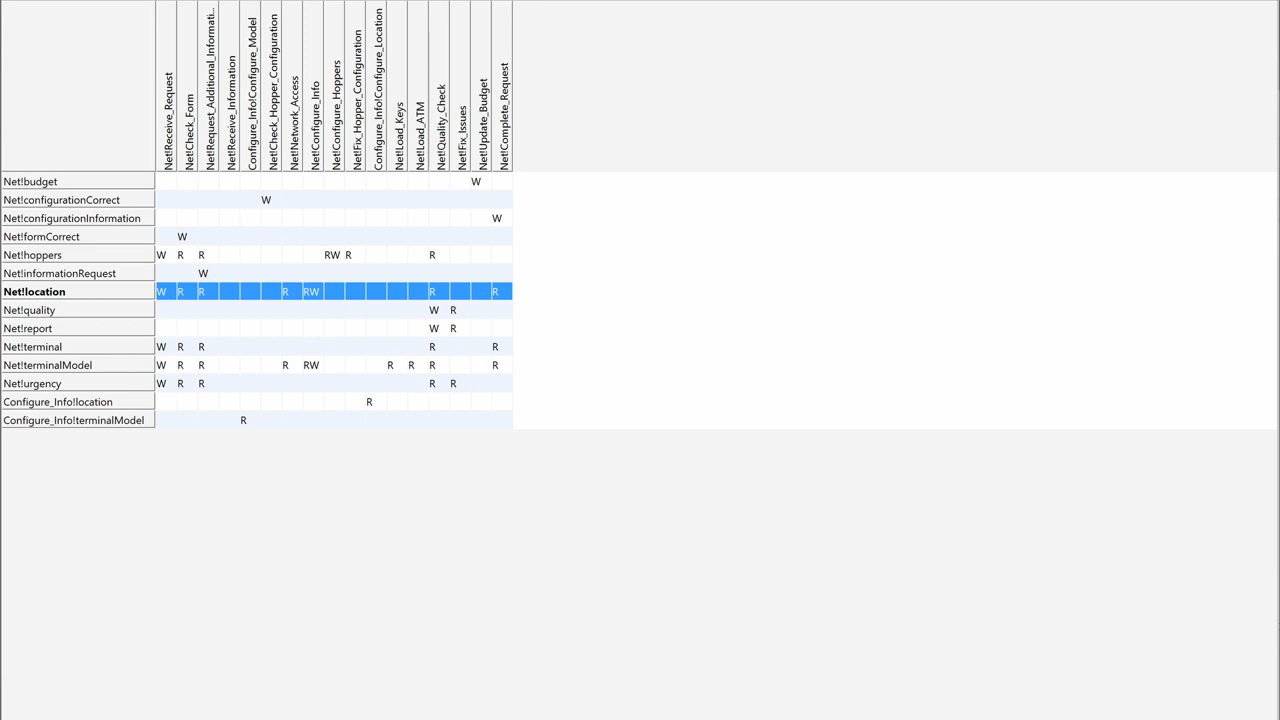 Net!Receive_Request
Net!Check_Form
Net!Request_Additional_Informati...
Net!Receive_Information
Configure_Info!Configure_Model
Net!Check_Hopper_Configuration
Net!Network_Access
Net!Configure_Info
Net!Configure_Hoppers
Net!Fix_Hopper_Configuration
Configure_Info!Configure_Location
Net!Load_Keys
Net!Load_ATM
Net!Quality_Check
Net!Fix_Issues
Net!Update_Budget
Net!Complete_Request
Net!budget W
Net!configurationCorrect W
Net!configurationInformation W
Net!formCorrect W
Net!hoppers W R R RW R R
Net!informationRequest W
Net!location W R R R RW R R
Net!quality W R
Net!report W R
Net!terminal W R R R R
Net!terminalModel W R R R RW R R R R
Net!urgency W R R R R
Configure_Info!location R
Configure_Info!terminalModel R